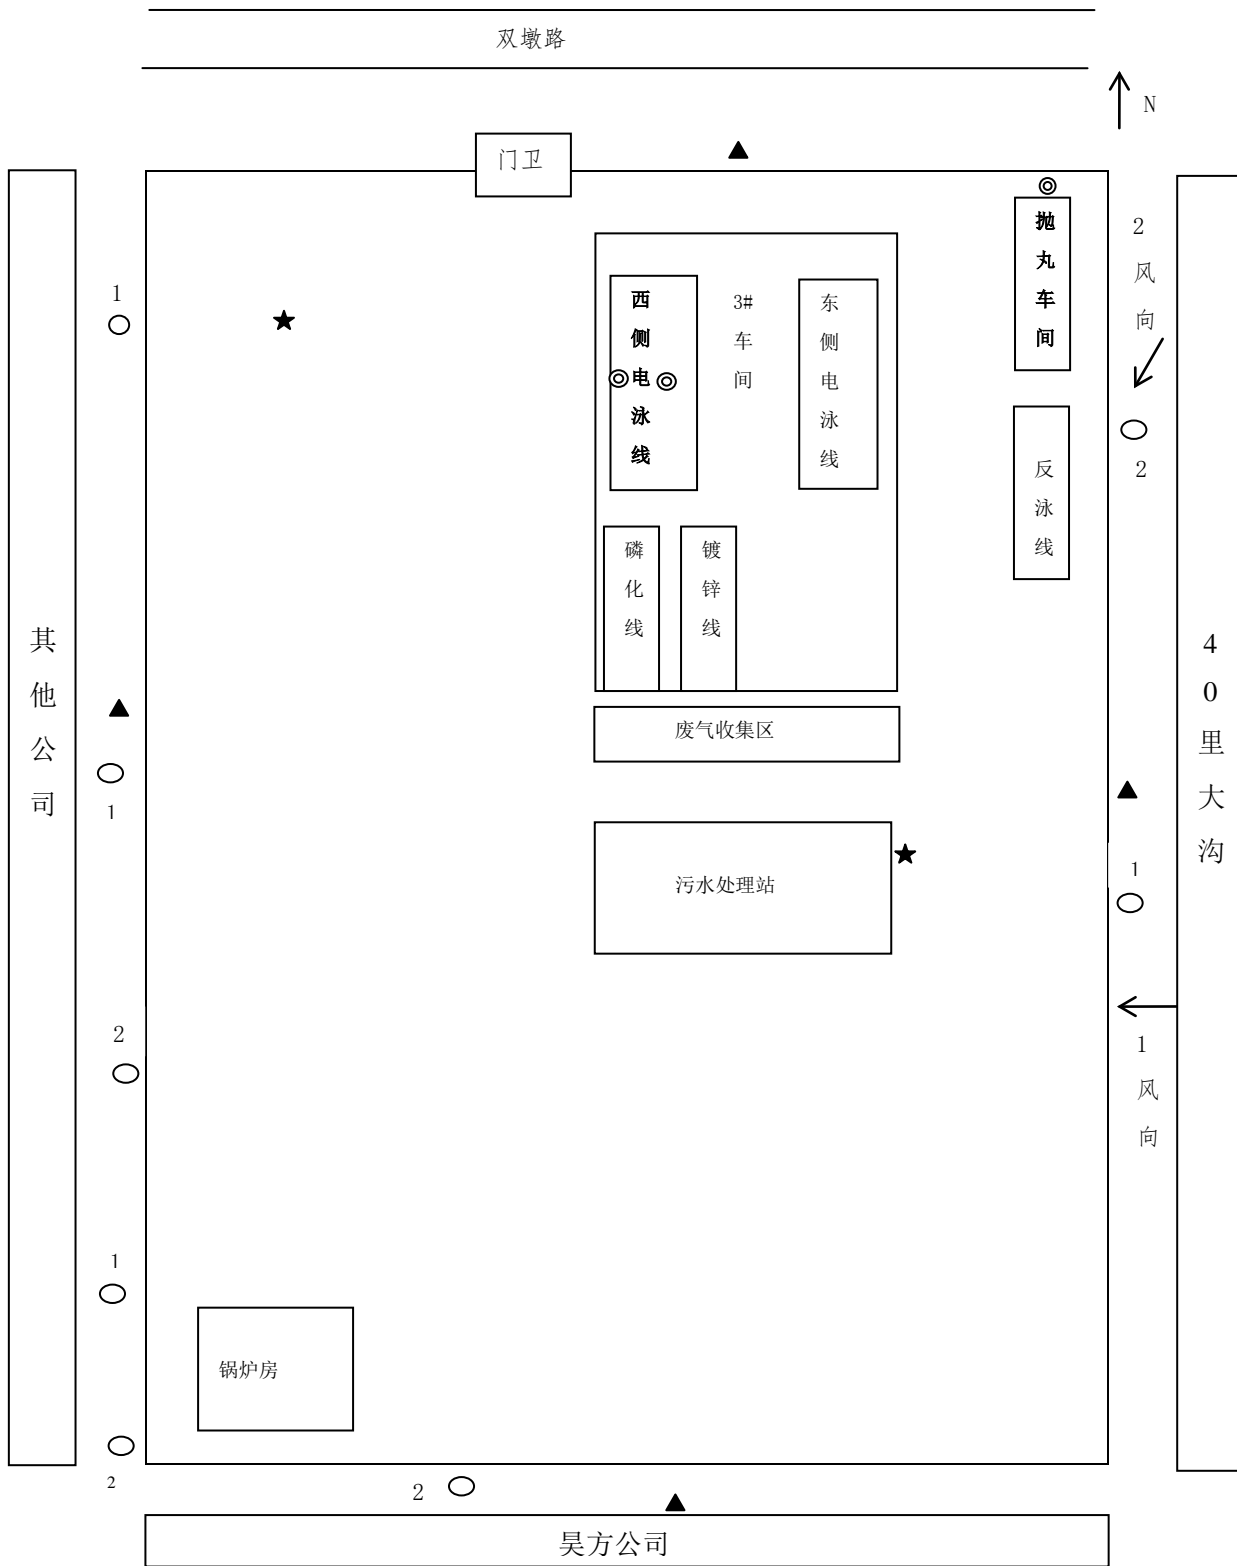 双墩路
N
门卫
抛丸车间
2风向
1
西侧电泳线
3#车间
东侧电泳线
2
反泳线
磷化线
镀锌线
其他公司
40里大沟
废气收集区
1
污水处理站
1
2
1风向
1
锅炉房
2
2
昊方公司